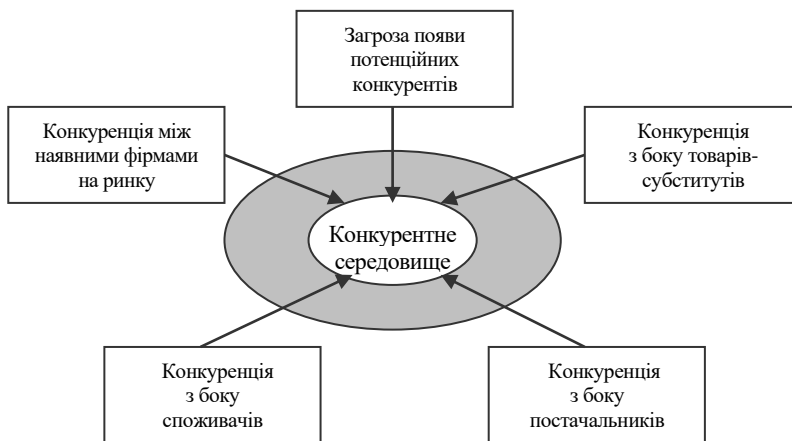 Загроза появи
потенційних
конкурентів
Конкуренція між
наявними фірмами
на ринку
Конкуренція
з боку товарів-
субститутів
Конкурентне
середовище
Конкуренція
з боку
споживачів
Конкуренція
з боку
постачальників